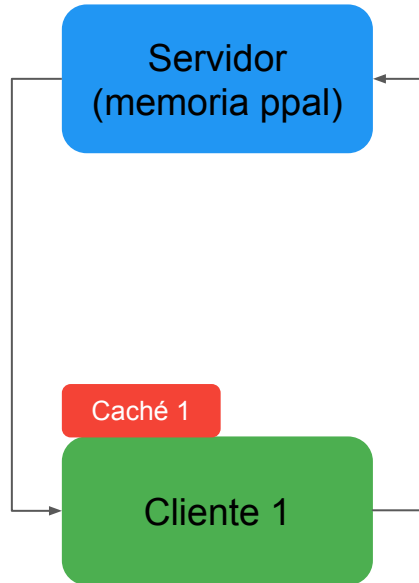 Servidor
(memoria ppal)
Caché 1
Cliente 1